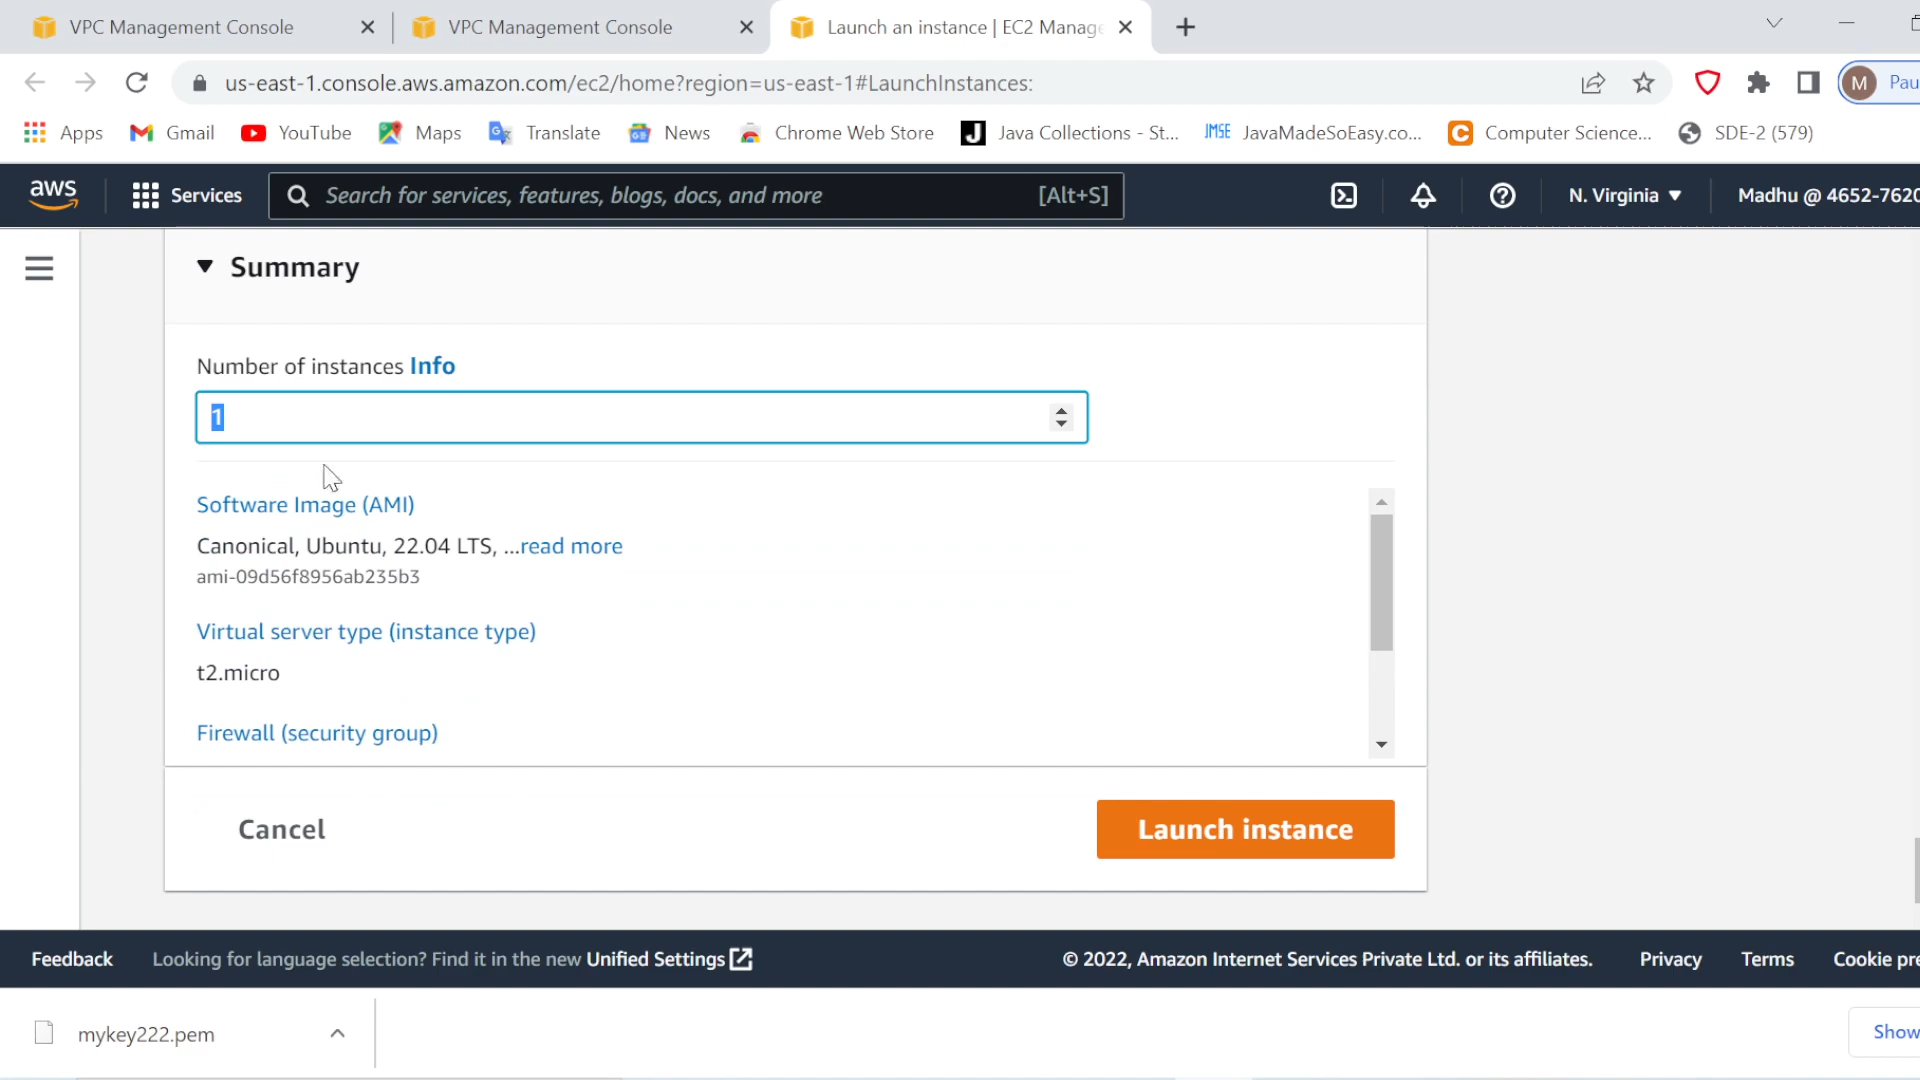 VPC Management Console
VPC Management Console
Launch an instance | EC2 Manage
us-east-1.console.aws.amazon.com/ec2/home?region=us-east-1#LaunchInstances:
M Pau
Apps Gmail YouTube Maps Translate News Chrome Web Store Java Collections - St... JavaMadeSoEasy.co... Computer Science... SDE-2 (579)
aws Services Search for services, features, blogs, docs, and more [Alt+S] N. Virginia Madhu @ 4652-7620
Summary
Number of instances Info
1
Software Image (AMI)
Canonical, Ubuntu, 22.04 LTS, ...read more
ami-09d56f8956ab235b3
Virtual server type (instance type)
t2.micro
Firewall (security group)
Cancel Launch instance
Feedback Looking for language selection? Find it in the new Unified Settings © 2022, Amazon Internet Services Private Ltd. or its affiliates. Privacy Terms Cookie pre
mykey222.pem Show